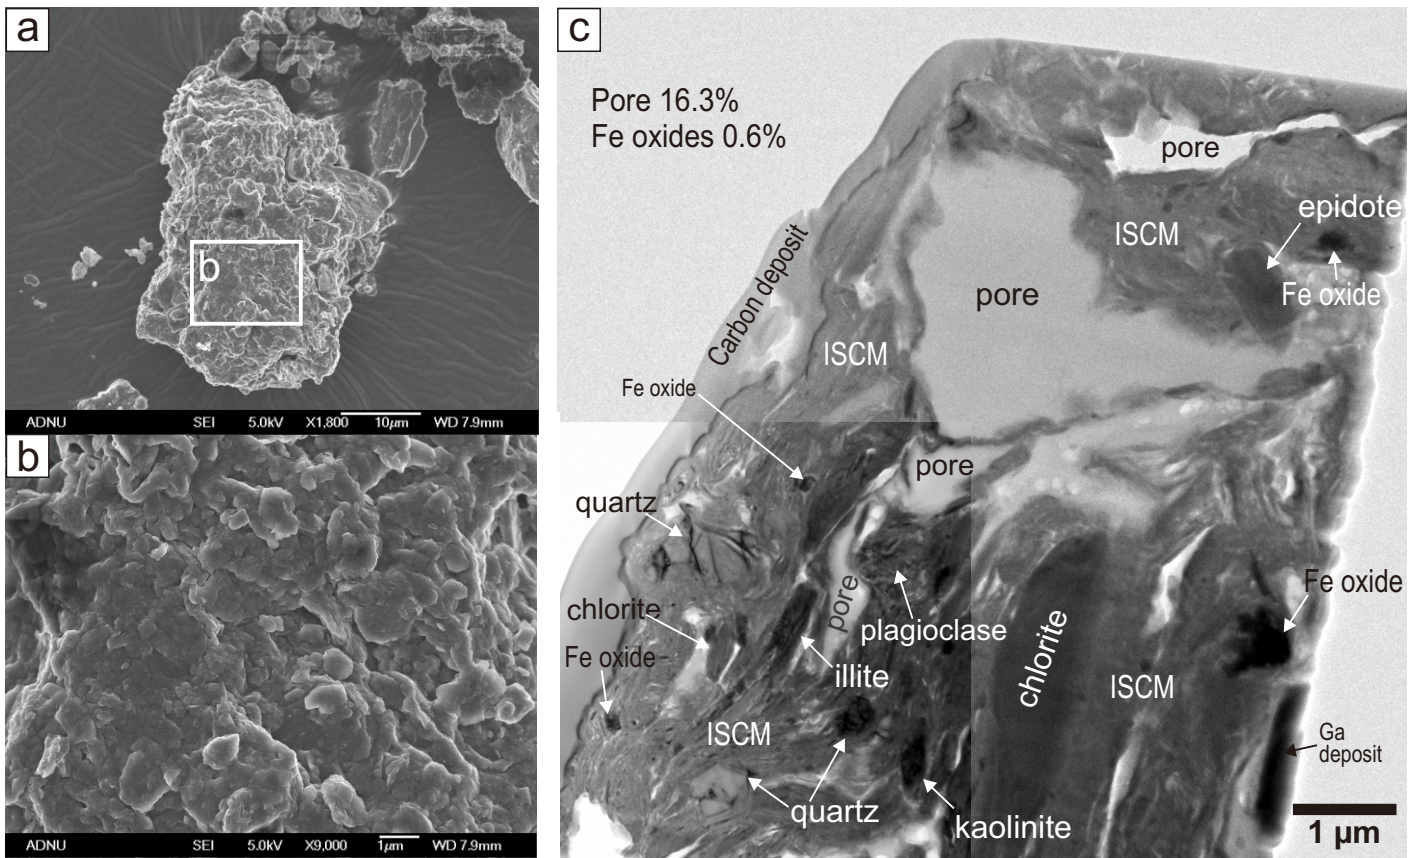 a
b
ADNU SEI 5.0kV X1,800 10µm WD 7.9mm
b
ADNU SEI 5.0kV X9,000 1µm WD 7.9mm
c
Pore 16.3%
Fe oxides 0.6%
pore
epidote
ISCM
Fe oxide
pore
Carbon deposit
ISCM
Fe oxide
pore
quartz
Fe oxide
chlorite
pore
plagioclase
Fe oxide
illite
chlorite
ISCM
ISCM
Ga
deposit
quartz
kaolinite
1 µm